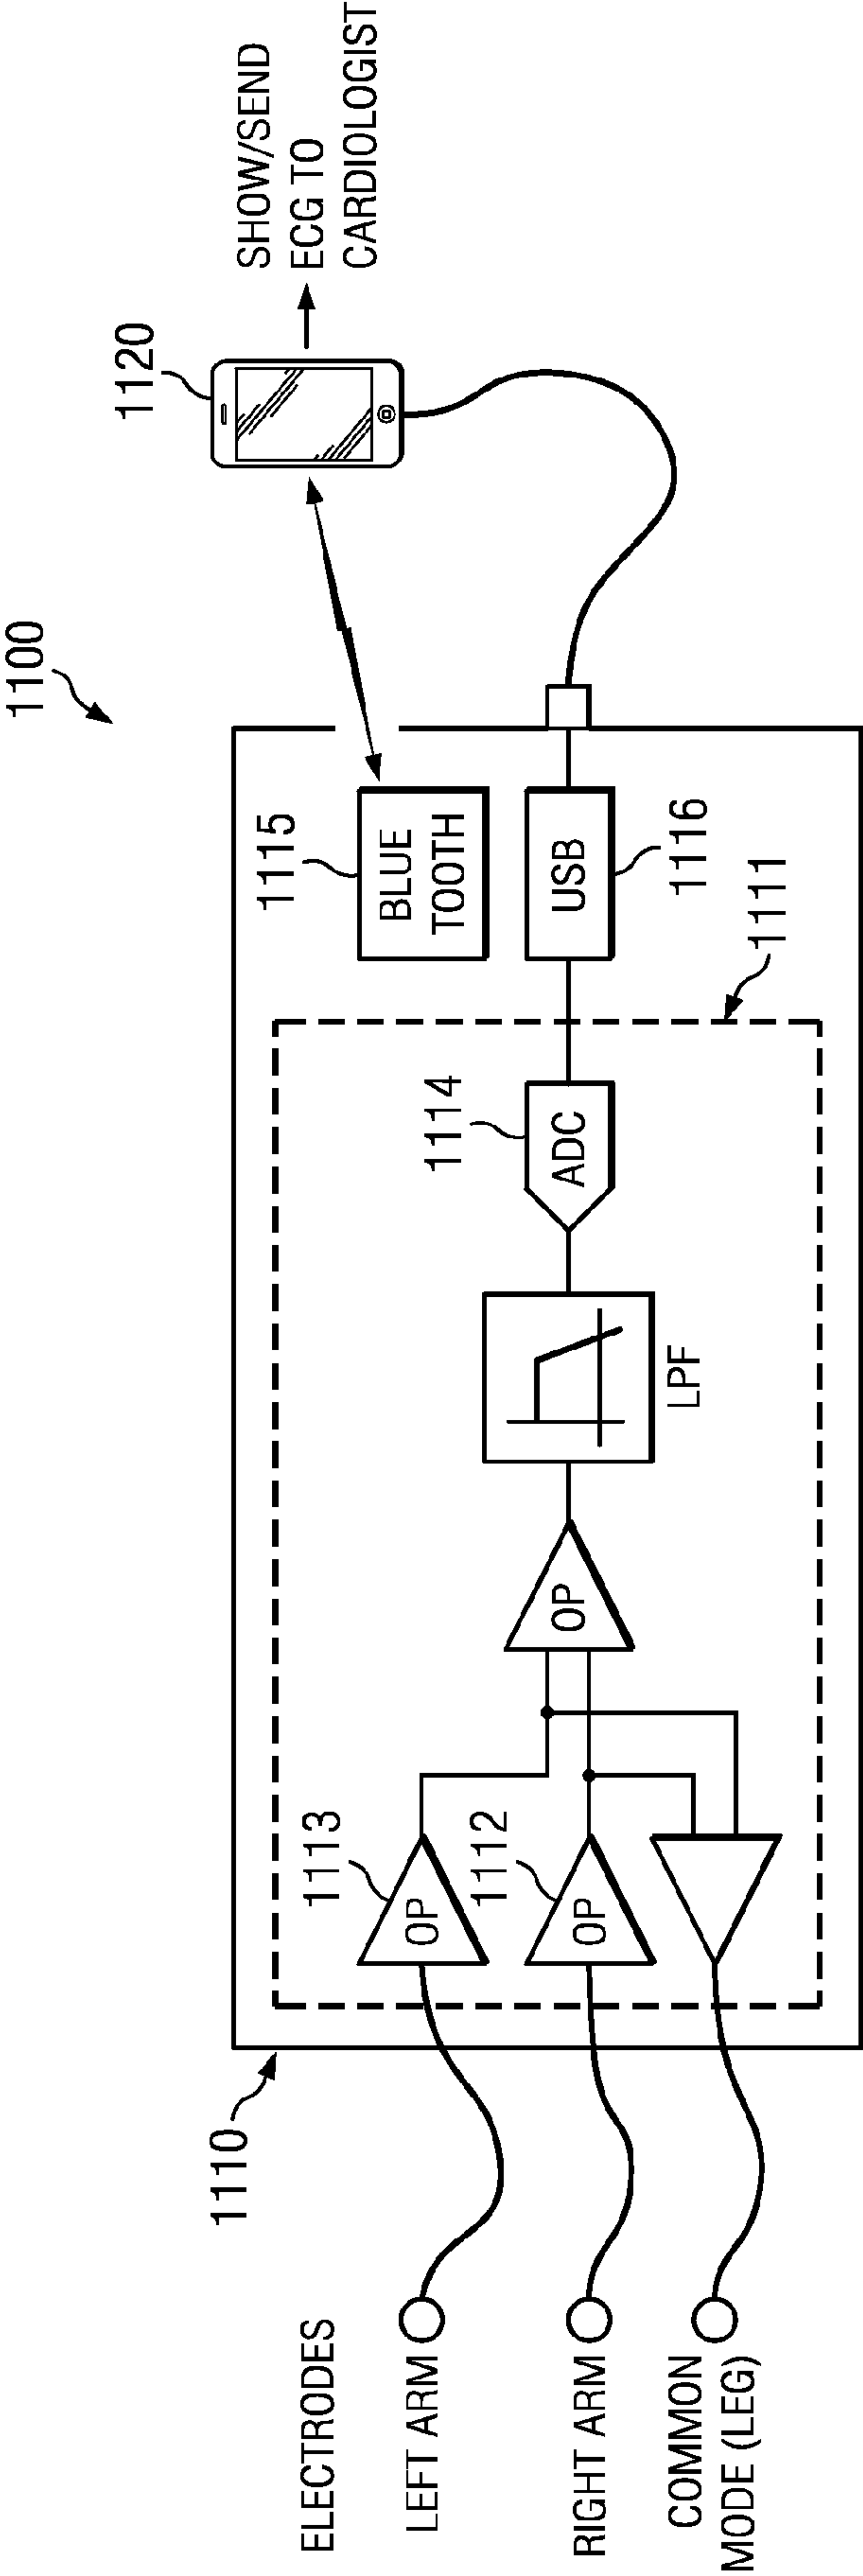 1100
ELECTRODES
LEFT ARM
RIGHT ARM
COMMON
MODE (LEG)
1110
1113
OP
1112
OP
OP
LPF
1114
ADC
1111
1115
BLUE
TOOTH
USB
1116
1120
SHOW/SEND
ECG TO
CARDIOLOGIST